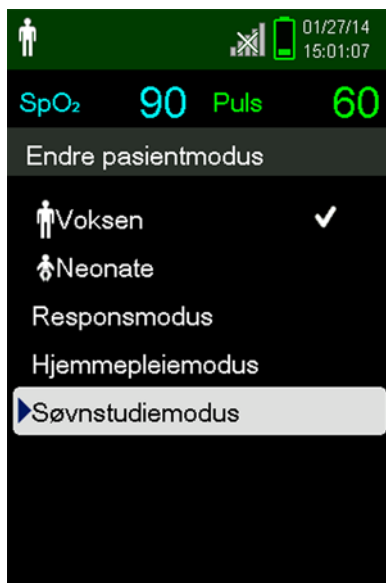 01/27/14
15:01:07
SpO₂ 90 Puls 60
Endre pasientmodus
Voksen
Neonate
Responsmodus
Hjemmepleiemodus
Søvnstudiemodus